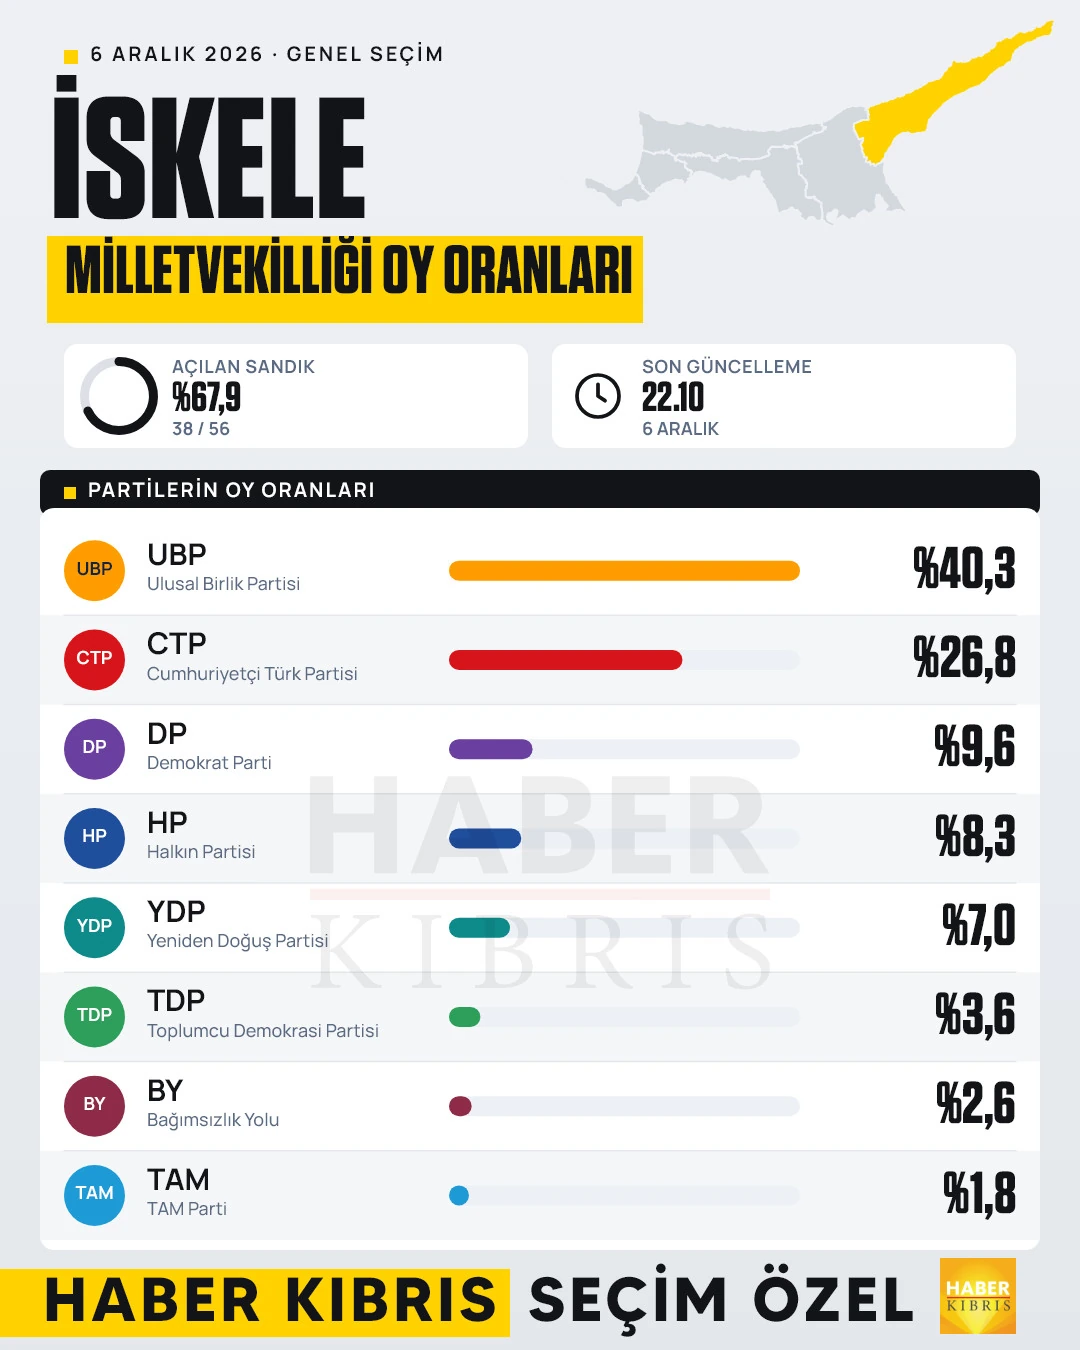 6 ARALIK 2026 · GENEL SEÇİM
İSKELE
MİLLETVEKİLLİĞİ OY ORANLARI
AÇILAN SANDIK
%67,9
38 / 56
SON GÜNCELLEME
22.10
6 ARALIK
PARTİLERİN OY ORANLARI
UBP
UBP
Ulusal Birlik Partisi
%40,3
CTP
CTP
Cumhuriyetçi Türk Partisi
%26,8
DP
DP
Demokrat Parti
%9,6
HP
HP
Halkın Partisi
%8,3
YDP
YDP
Yeniden Doğuş Partisi
%7,0
TDP
TDP
Toplumcu Demokrasi Partisi
%3,6
BY
BY
Bağımsızlık Yolu
%2,6
TAM
TAM
TAM Parti
%1,8
HABER
KIBRIS
HABER KIBRIS SEÇİM ÖZEL
HABER
KIBRIS